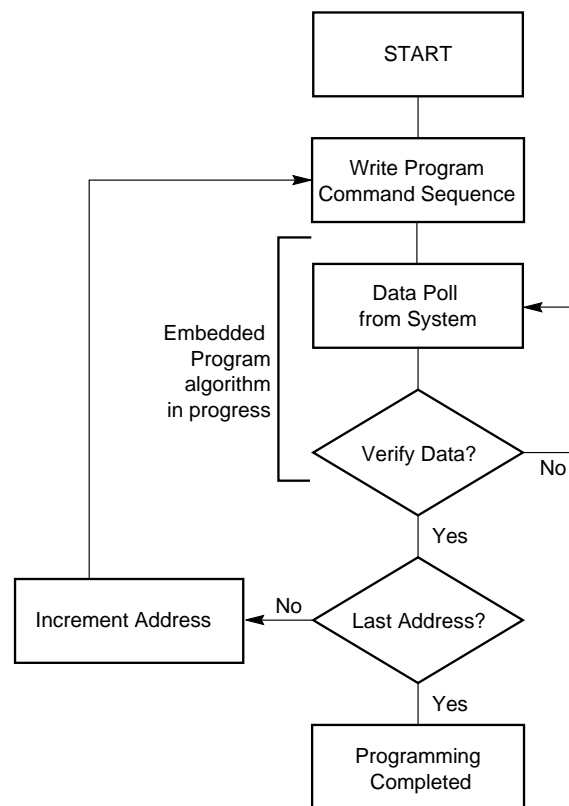 START
Write Program
Command Sequence
Data Poll
from System
Embedded
Program
algorithm
in progress
Verify Data?
No
Yes
Increment Address
No
Last Address?
Yes
Programming
Completed